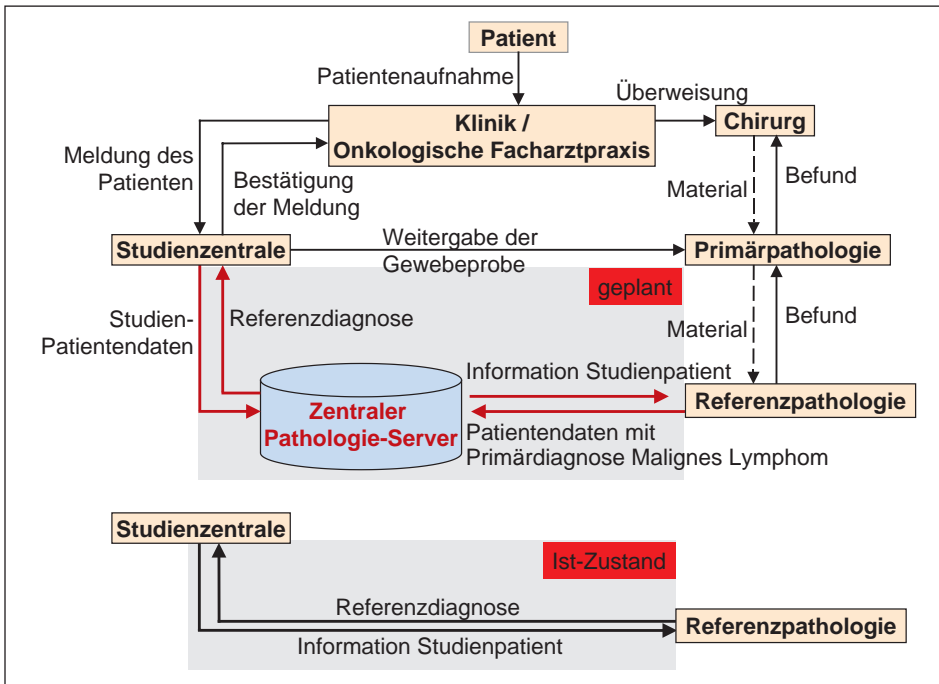 Patient
Patientenaufnahme
Überweisung
Klinik /
Onkologische Facharztpraxis
Chirurg
Meldung des
Patienten
Bestätigung
der Meldung
Material
Befund
Studienzentrale
Weitergabe der
Gewebeprobe
Primärpathologie
geplant
Studien-
Patientendaten
Referenzdiagnose
Material
Befund
Information Studienpatient
Zentraler
Pathologie-Server
Referenzpathologie
Patientendaten mit
Primärdiagnose Malignes Lymphom
Studienzentrale
Ist-Zustand
Referenzdiagnose
Information Studienpatient
Referenzpathologie